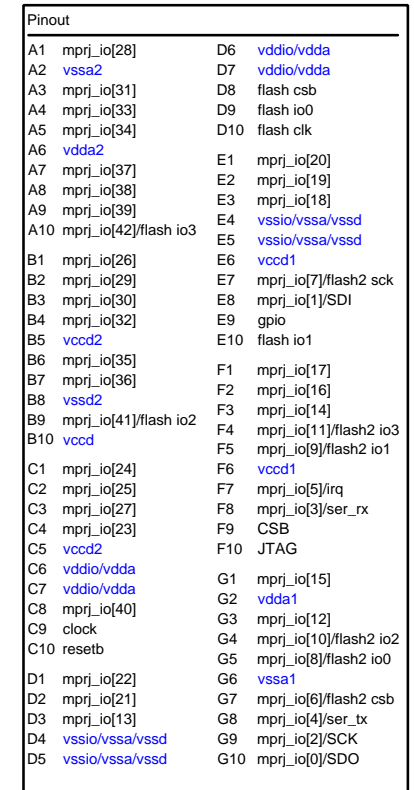 Pinout
A1 mprj_io[28]
A2 vssa2
A3 mprj_io[31]
A4 mprj_io[33]
A5 mprj_io[34]
A6 vdda2
A7 mprj_io[37]
A8 mprj_io[38]
A9 mprj_io[39]
A10 mprj_io[42]/flash io3
B1 mprj_io[26]
B2 mprj_io[29]
B3 mprj_io[30]
B4 mprj_io[32]
B5 vccd2
B6 mprj_io[35]
B7 mprj_io[36]
B8 vssd2
B9 mprj_io[41]/flash io2
B10 vccd
C1 mprj_io[24]
C2 mprj_io[25]
C3 mprj_io[27]
C4 mprj_io[23]
C5 vccd2
C6 vddio/vdda
C7 vddio/vdda
C8 mprj_io[40]
C9 clock
C10 resetb
D1 mprj_io[22]
D2 mprj_io[21]
D3 mprj_io[13]
D4 vssio/vssa/vssd
D5 vssio/vssa/vssd
D6 vddio/vdda
D7 vddio/vdda
D8 flash csb
D9 flash io0
D10 flash clk
E1 mprj_io[20]
E2 mprj_io[19]
E3 mprj_io[18]
E4 vssio/vssa/vssd
E5 vssio/vssa/vssd
E6 vccd1
E7 mprj_io[7]/flash2 sck
E8 mprj_io[1]/SDI
E9 gpio
E10 flash io1
F1 mprj_io[17]
F2 mprj_io[16]
F3 mprj_io[14]
F4 mprj_io[11]/flash2 io3
F5 mprj_io[9]/flash2 io1
F6 vccd1
F7 mprj_io[5]/irq
F8 mprj_io[3]/ser_rx
F9 CSB
F10 JTAG
G1 mprj_io[15]
G2 vdda1
G3 mprj_io[12]
G4 mprj_io[10]/flash2 io2
G5 mprj_io[8]/flash2 io0
G6 vssa1
G7 mprj_io[6]/flash2 csb
G8 mprj_io[4]/ser_tx
G9 mprj_io[2]/SCK
G10 mprj_io[0]/SDO